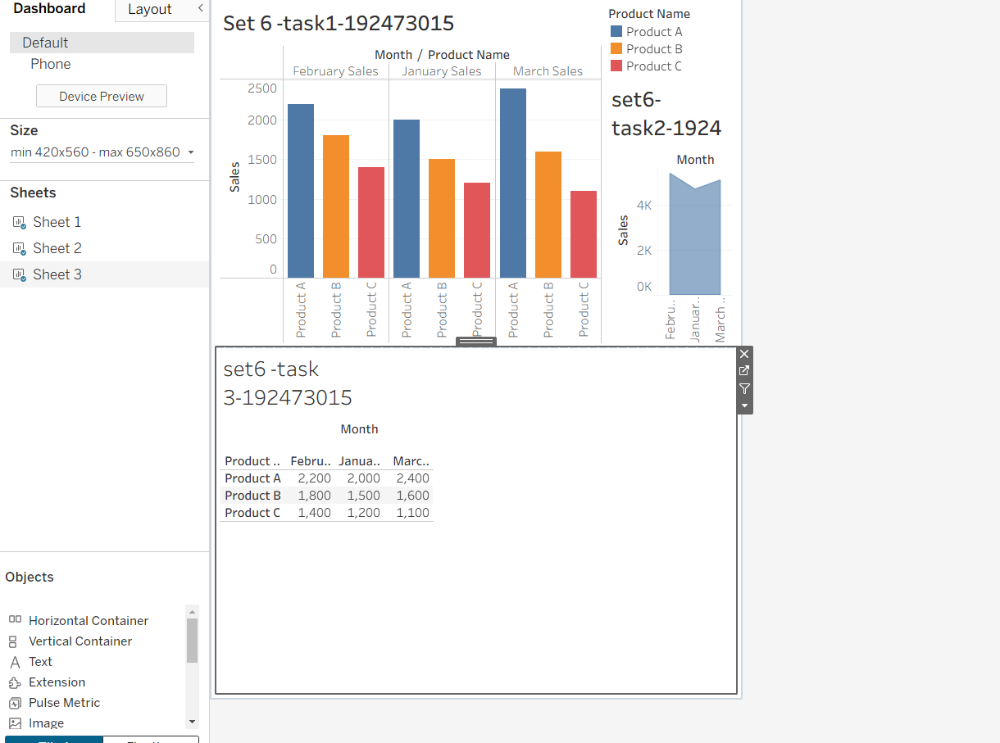 Dashboard
Layout
<
Default
Phone
Device Preview
Size
min 420x560 - max 650x860
Sheets
Sheet 1
Sheet 2
Sheet 3
Objects
Horizontal Container
Vertical Container
Text
Extension
Pulse Metric
Image
Set 6 -task1-192473015
Month / Product Name
February Sales
January Sales
March Sales
Sales
2500
2000
1500
1000
500
0
Product A
Product B
Product C
Product A
Product B
Product C
Product A
Product B
Product C
Product Name
Product A
Product B
Product C
set6-
task2-1924
Month
Sales
4K
2K
0K
Febru..
Januar..
March ..
set6 -task
3-192473015
Month
Product .. Febru.. Janua.. Marc..
Product A 2,200 2,000 2,400
Product B 1,800 1,500 1,600
Product C 1,400 1,200 1,100